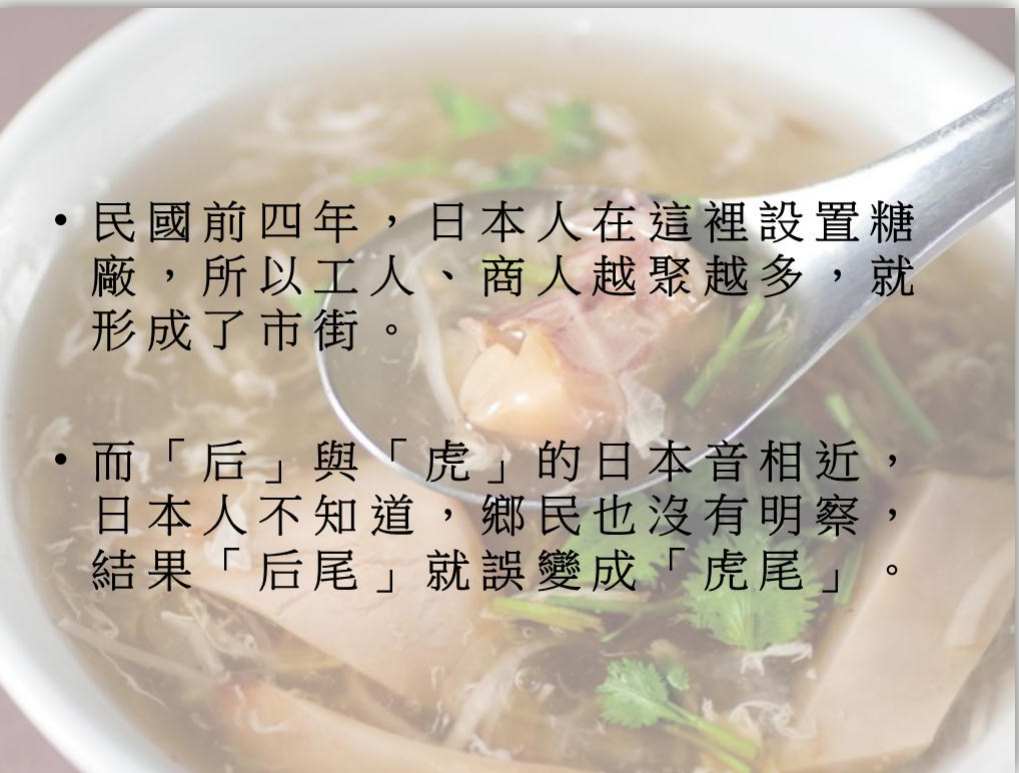 • 民國前四年，日本人在這裡設置糖
廠，所以工人、商人越聚越多，就
形成了市街。
• 而「后」與「虎」的日本音相近，
日本人不知道，鄉民也沒有明察，
結果「后尾」就誤變成「虎尾」。